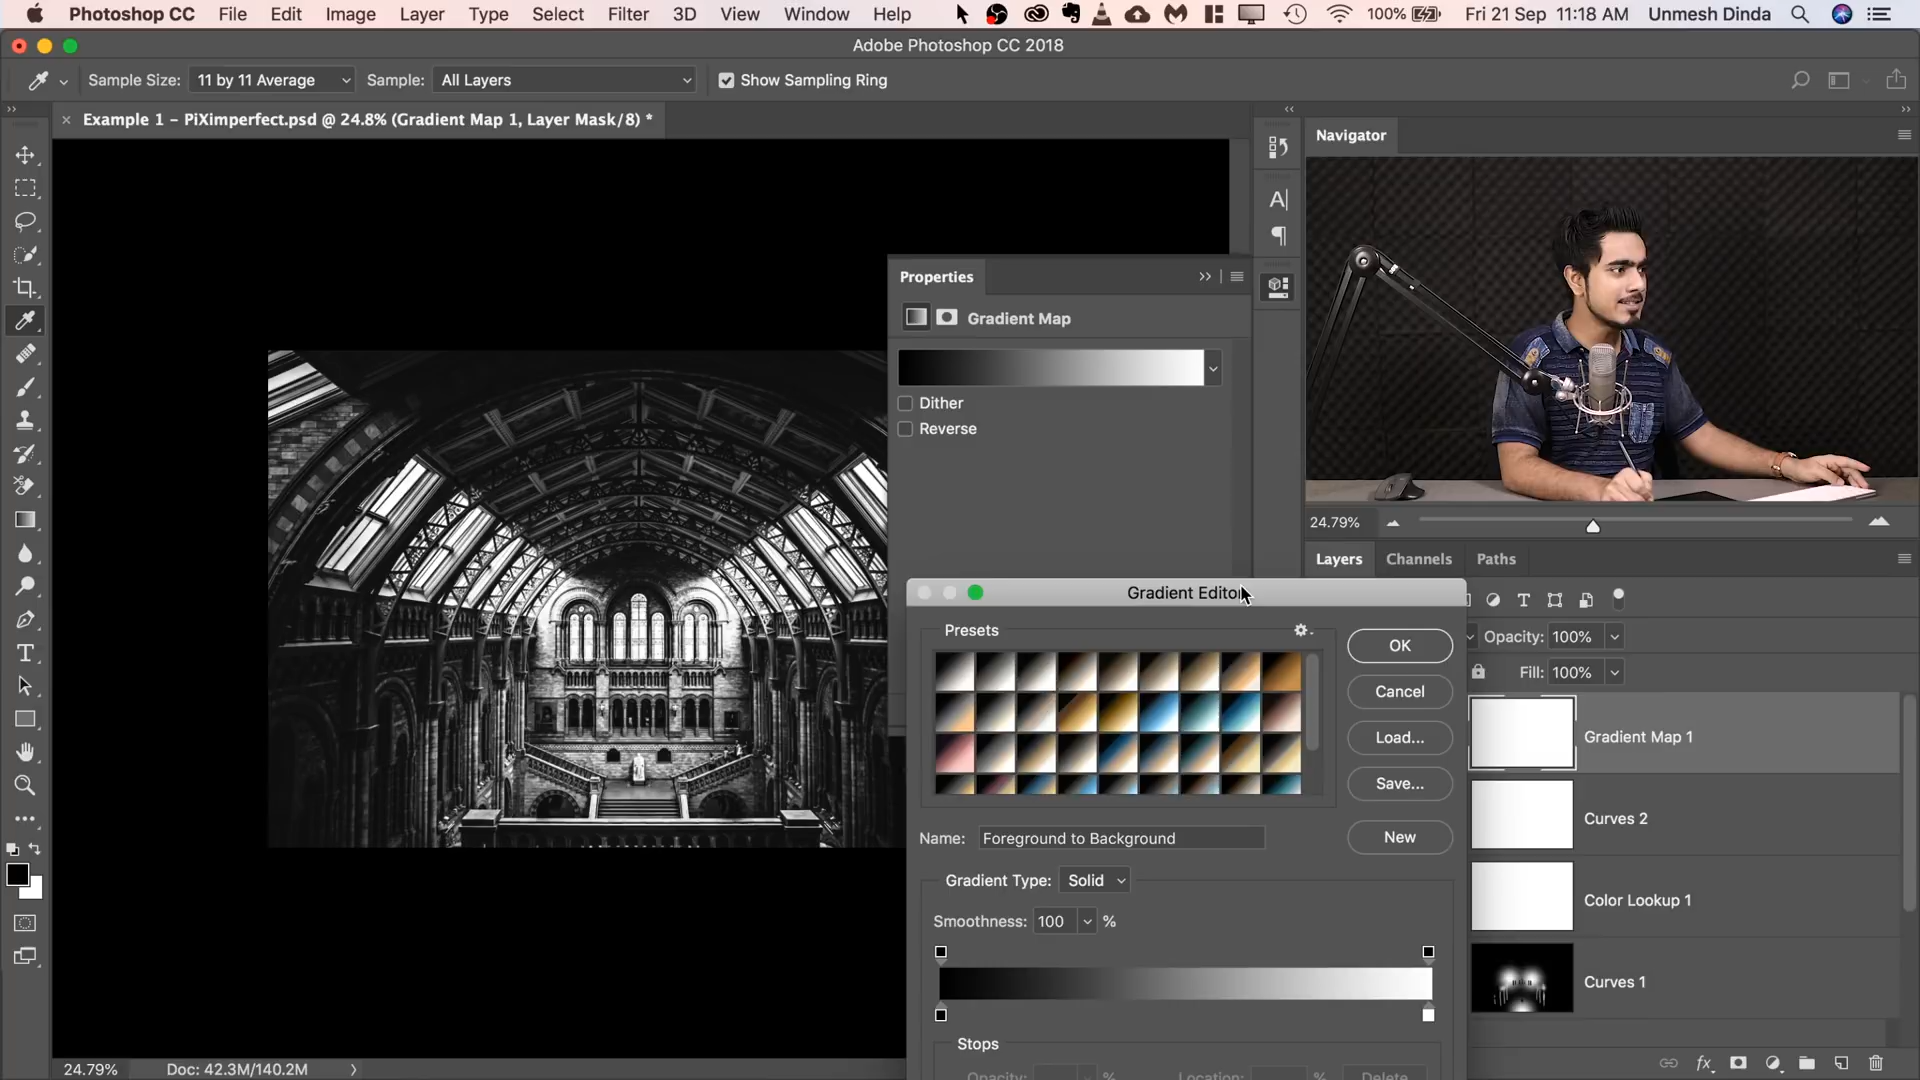 Photoshop CC File Edit Image Layer Type Select Filter 3D View Window Help 100% Fri 21 Sep 11:18 AM Unmesh Dinda
Adobe Photoshop CC 2018
Sample Size: 11 by 11 Average Sample: All Layers Show Sampling Ring
Example 1 - PiXimperfect.psd @ 24.8% (Gradient Map 1, Layer Mask/8) *
Navigator
Properties
Gradient Map
Dither
Reverse
24.79%
Layers Channels Paths
Gradient Editor
Presets
OK
Opacity: 100%
Fill: 100%
Cancel
Load...
Gradient Map 1
Save...
Curves 2
Name: Foreground to Background
New
Gradient Type: Solid
Color Lookup 1
Smoothness: 100 %
Curves 1
Stops
24.79% Doc: 42.3M/140.2M
Opacity: % Location: % Delete